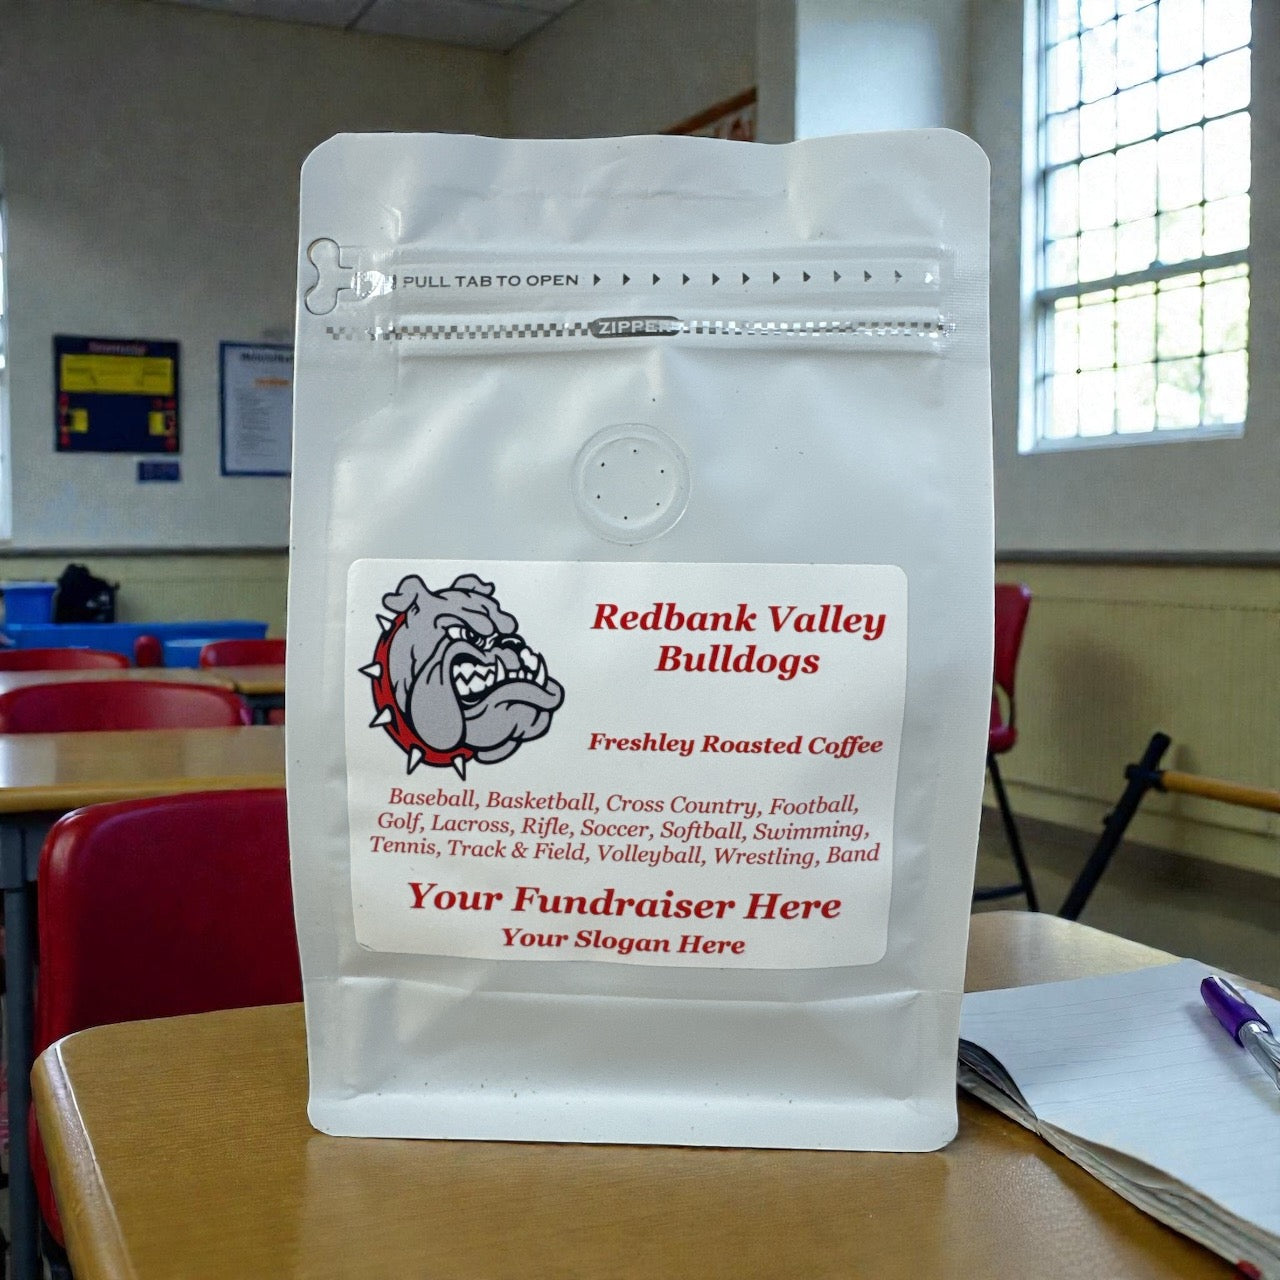 PULL TAB TO OPEN
ZIPPER
Redbank Valley
Bulldogs
Freshley Roasted Coffee
Baseball, Basketball, Cross Country, Football,
Golf, Lacross, Rifle, Soccer, Softball, Swimming,
Tennis, Track & Field, Volleyball, Wrestling, Band
Your Fundraiser Here
Your Slogan Here